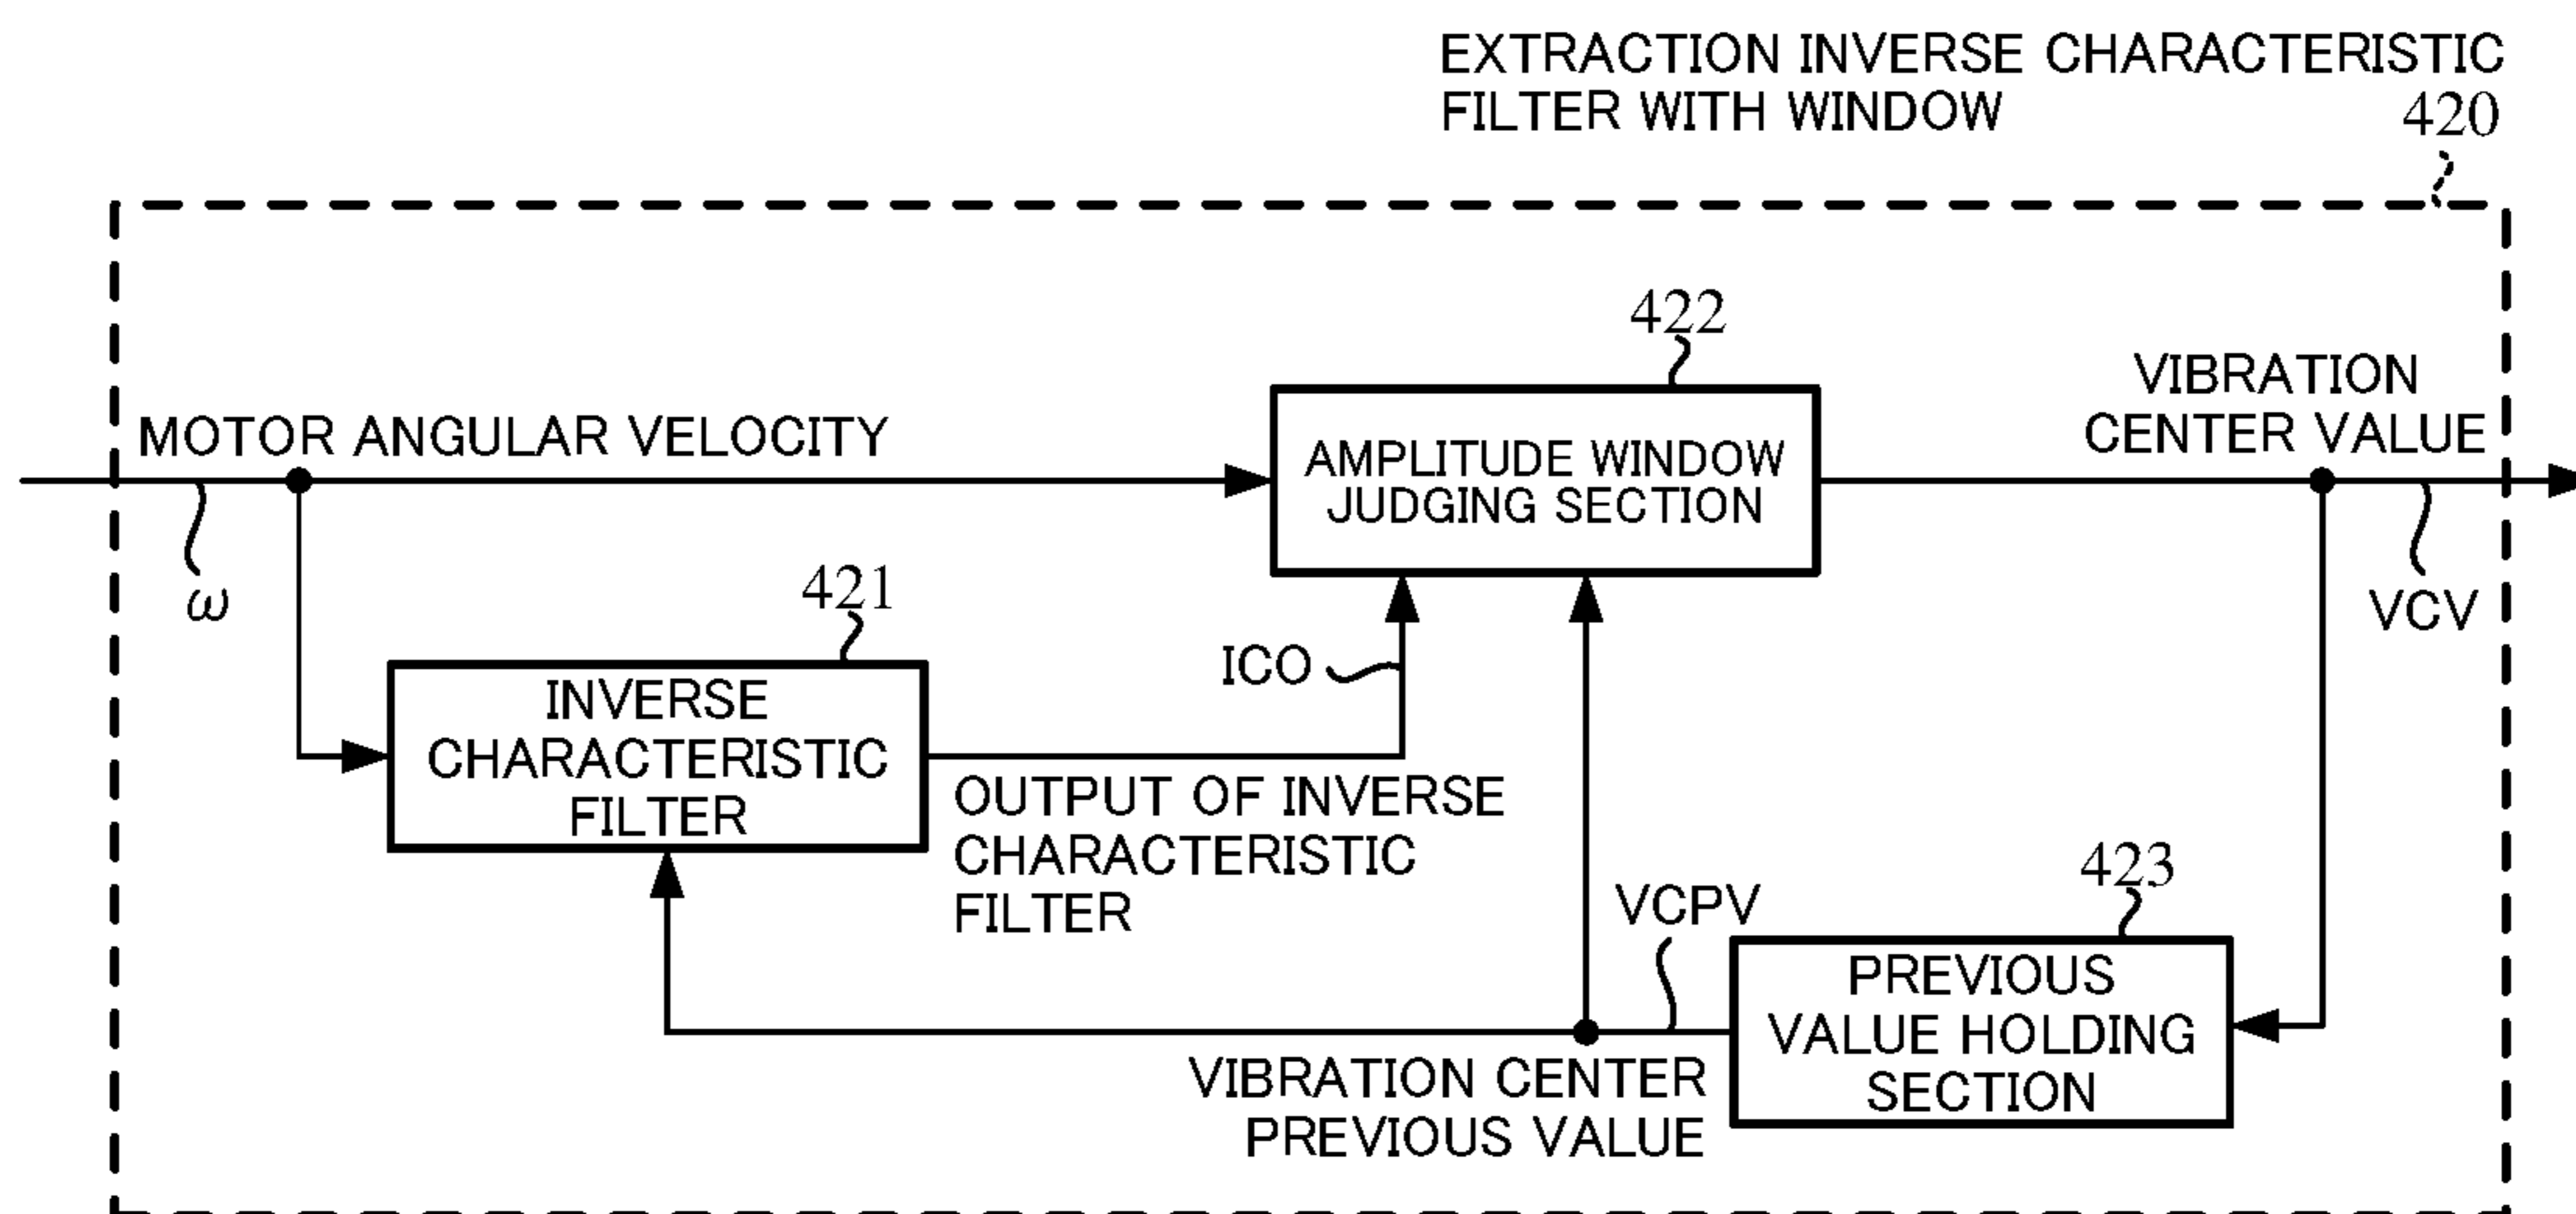 EXTRACTION INVERSE CHARACTERISTIC
FILTER WITH WINDOW
420
422
VIBRATION
CENTER VALUE
MOTOR ANGULAR VELOCITY
AMPLITUDE WINDOW
JUDGING SECTION
ω
421
VCV
ICO
INVERSE
CHARACTERISTIC
FILTER
OUTPUT OF INVERSE
CHARACTERISTIC
FILTER
423
VCPV
PREVIOUS
VALUE HOLDING
SECTION
VIBRATION CENTER
PREVIOUS VALUE